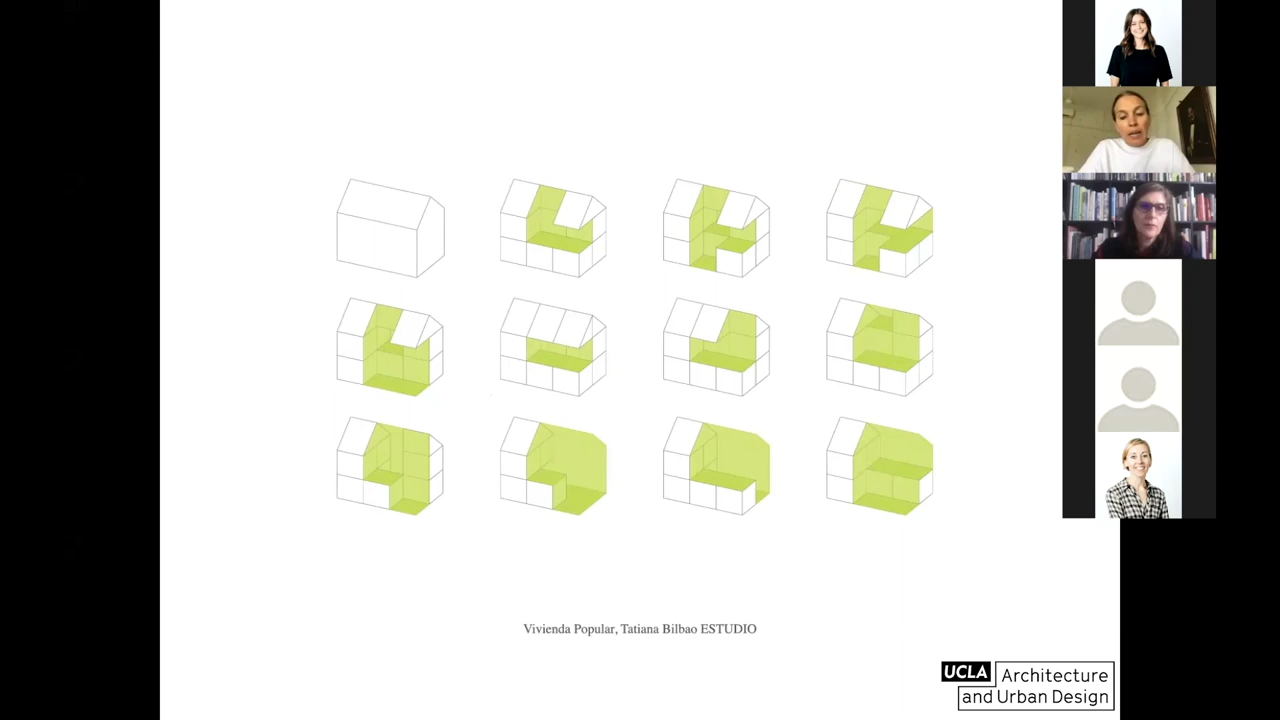 Vivienda Popular, Tatiana Bilbao ESTUDIO
UCLA Architecture
and Urban Design